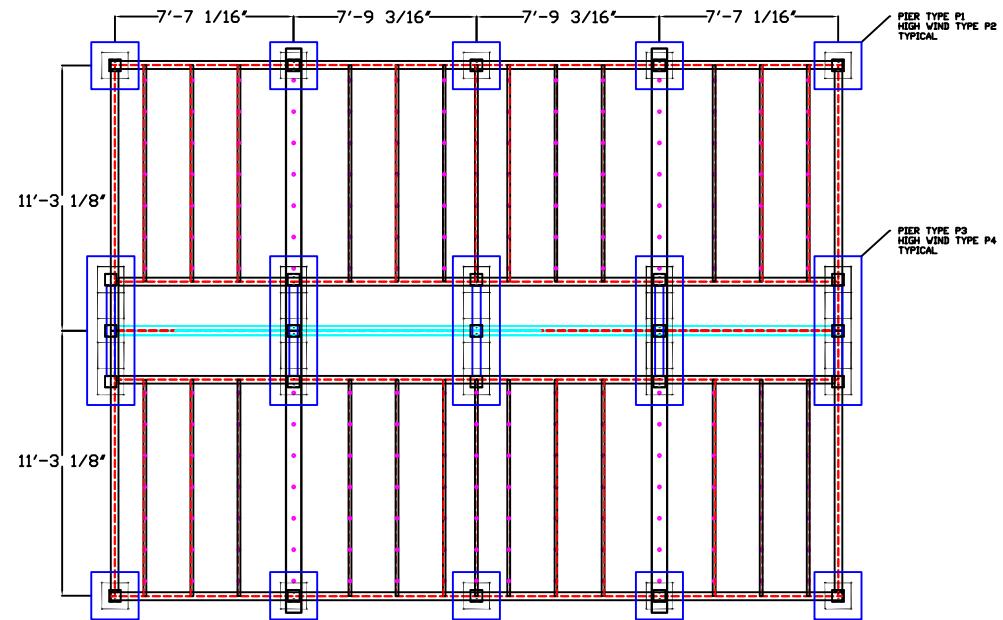 7'-7 1/16" 7'-9 3/16" 7'-9 3/16" 7'-7 1/16"
PIER TYPE P1
HIGH WIND TYPE P2
TYPICAL
11'-3 1/8"
PIER TYPE P3
HIGH WIND TYPE P4
TYPICAL
11'-3 1/8"